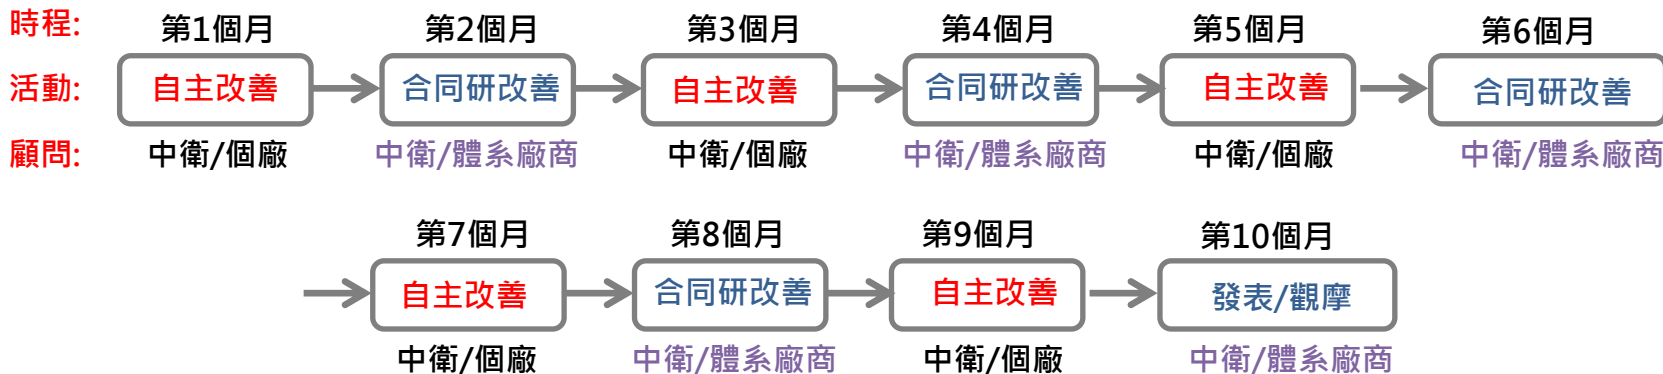 時程: 第1個月 第2個月 第3個月 第4個月 第5個月 第6個月
活動: 自主改善 合同研改善 自主改善 合同研改善 自主改善 合同研改善
顧問: 中衛/個廠 中衛/體系廠商 中衛/個廠 中衛/體系廠商 中衛/個廠 中衛/體系廠商
第7個月 第8個月 第9個月 第10個月
自主改善 合同研改善 自主改善 發表/觀摩
中衛/個廠 中衛/體系廠商 中衛/個廠 中衛/體系廠商